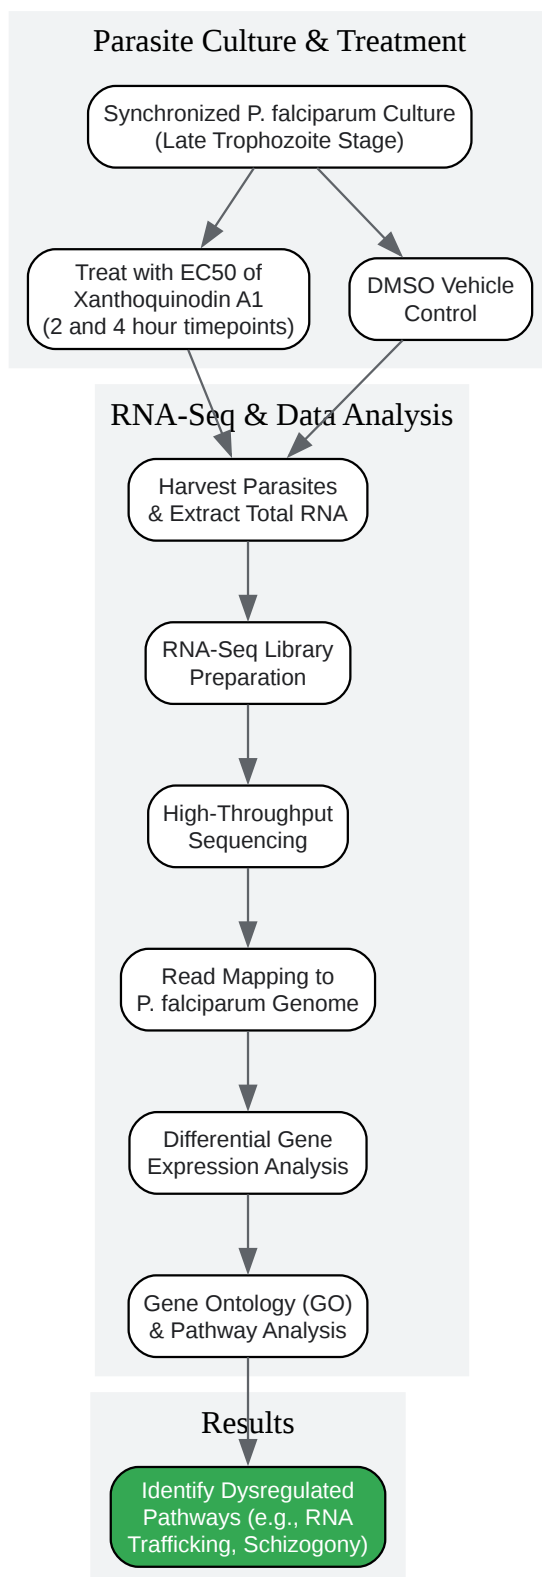 Parasite Culture & Treatment
Synchronized P. falciparum Culture
(Late Trophozoite Stage)
Treat with EC50 of
Xanthoquinodin A1
(2 and 4 hour timepoints)
DMSO Vehicle
Control
RNA-Seq & Data Analysis
Harvest Parasites
& Extract Total RNA
RNA-Seq Library
Preparation
High-Throughput
Sequencing
Read Mapping to
P. falciparum Genome
Differential Gene
Expression Analysis
Gene Ontology (GO)
& Pathway Analysis
Results
Identify Dysregulated
Pathways (e.g., RNA
Trafficking, Schizogony)